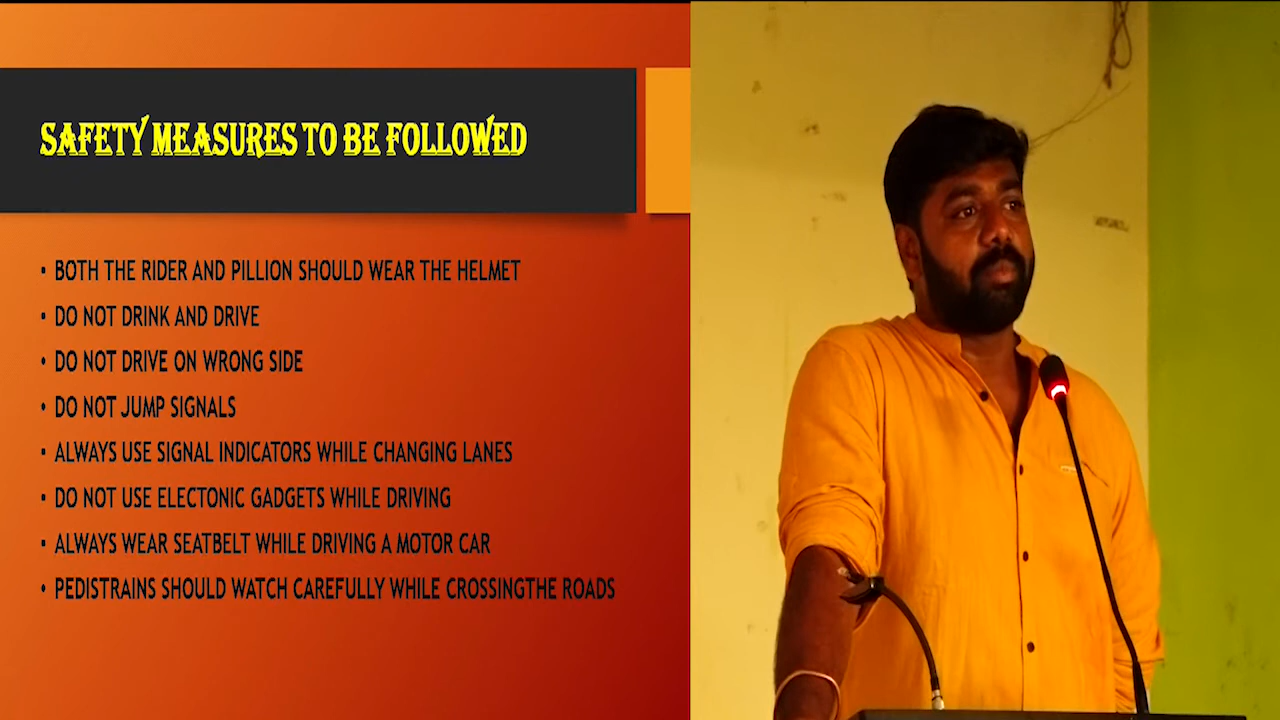 SAFETY MEASURES TO BE FOLLOWED
• BOTH THE RIDER AND PILLION SHOULD WEAR THE HELMET
• DO NOT DRINK AND DRIVE
• DO NOT DRIVE ON WRONG SIDE
• DO NOT JUMP SIGNALS
• ALWAYS USE SIGNAL INDICATORS WHILE CHANGING LANES
• DO NOT USE ELECTONIC GADGETS WHILE DRIVING
• ALWAYS WEAR SEATBELT WHILE DRIVING A MOTOR CAR
• PEDISTRAINS SHOULD WATCH CAREFULLY WHILE CROSSINGTHE ROADS